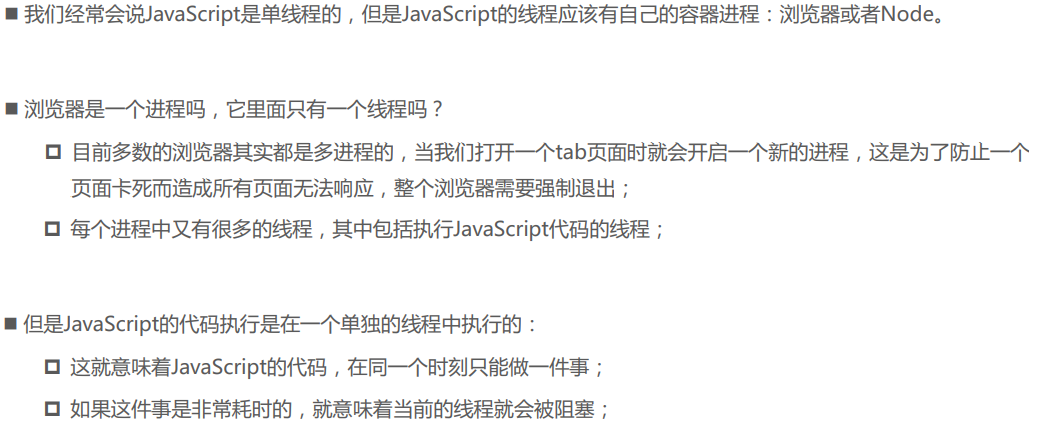 ■ 我们经常会说JavaScript是单线程的，但是JavaScript的线程应该有自己的容器进程：浏览器或者Node。
■ 浏览器是一个进程吗，它里面只有一个线程吗？
目前多数的浏览器其实都是多进程的，当我们打开一个tab页面时就会开启一个新的进程，这是为了防止一个
页面卡死而造成所有页面无法响应，整个浏览器需要强制退出；
每个进程中又有很多的线程，其中包括执行JavaScript代码的线程；
■ 但是JavaScript的代码执行是在一个单独的线程中执行的：
这就意味着JavaScript的代码，在同一个时刻只能做一件事；
如果这件事是非常耗时的，就意味着当前的线程就会被阻塞；